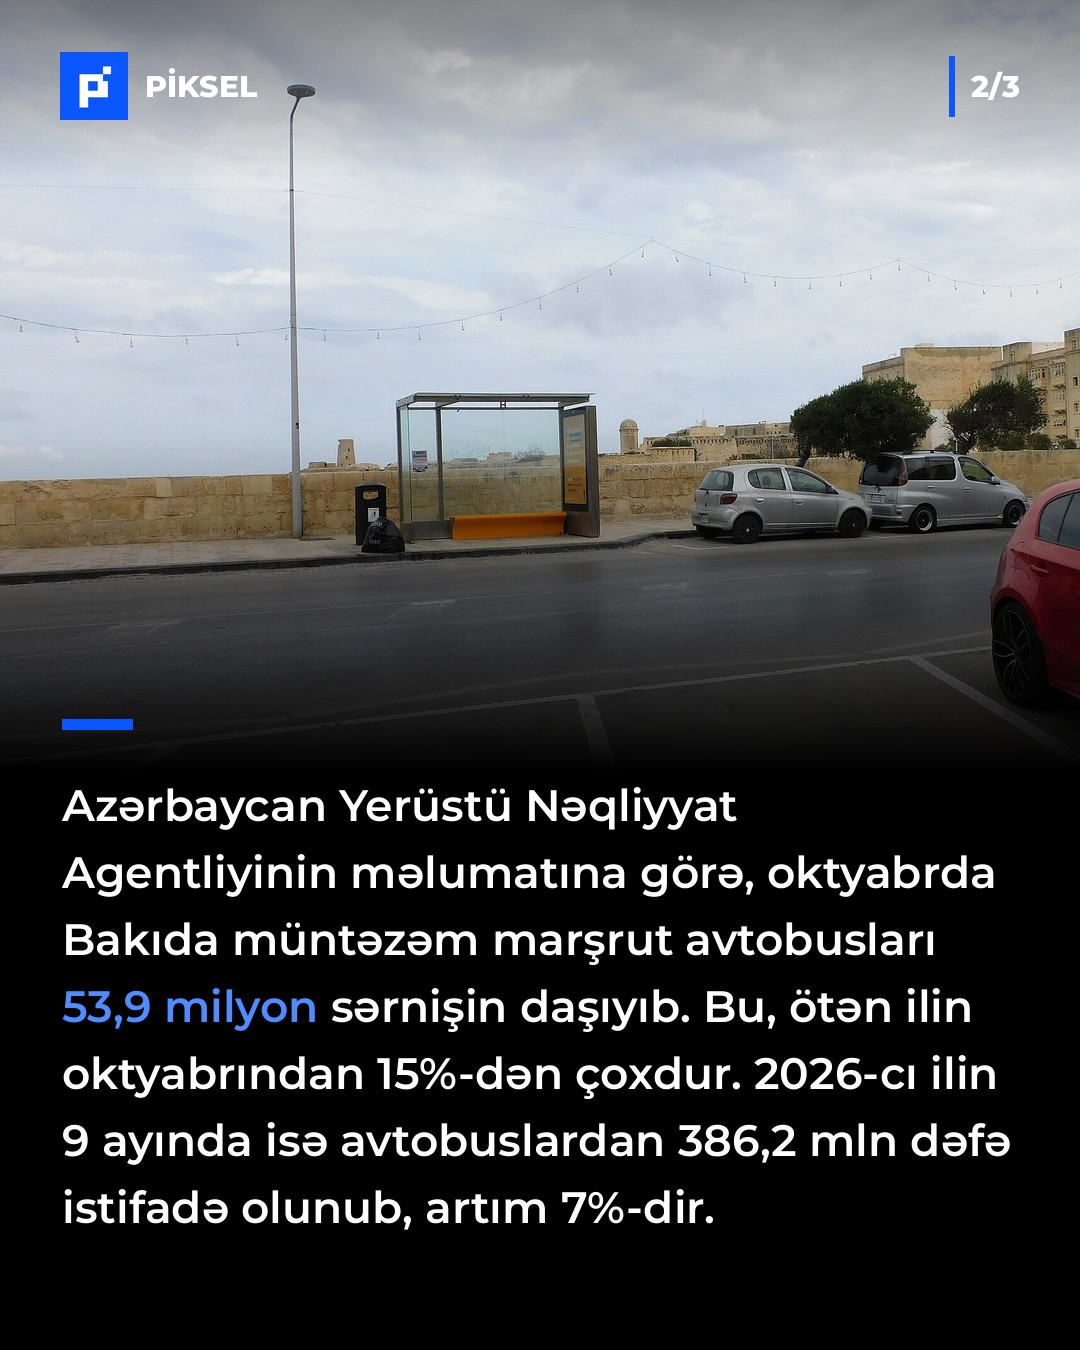 PİKSEL
2/3
Azərbaycan Yerüstü Nəqliyyat
Agentliyinin məlumatına görə, oktyabrda
Bakıda müntəzəm marşrut avtobusları
53,9 milyon sərnişin daşıyıb. Bu, ötən ilin
oktyabrından 15%-dən çoxdur. 2026-cı ilin
9 ayında isə avtobuslardan 386,2 mln dəfə
istifadə olunub, artım 7%-dir.